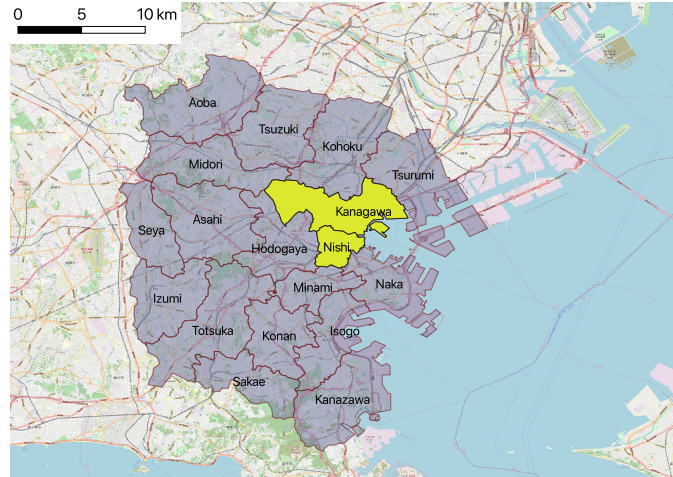 0 5 10 km
Aoba
Tsuzuki
Kohoku
Midori
Tsurumi
Kanagawa
Asahi
Seya
Hodogaya
Nishi
Minami
Naka
Izumi
Totsuka
Konan
Isogo
Sakae
Kanazawa